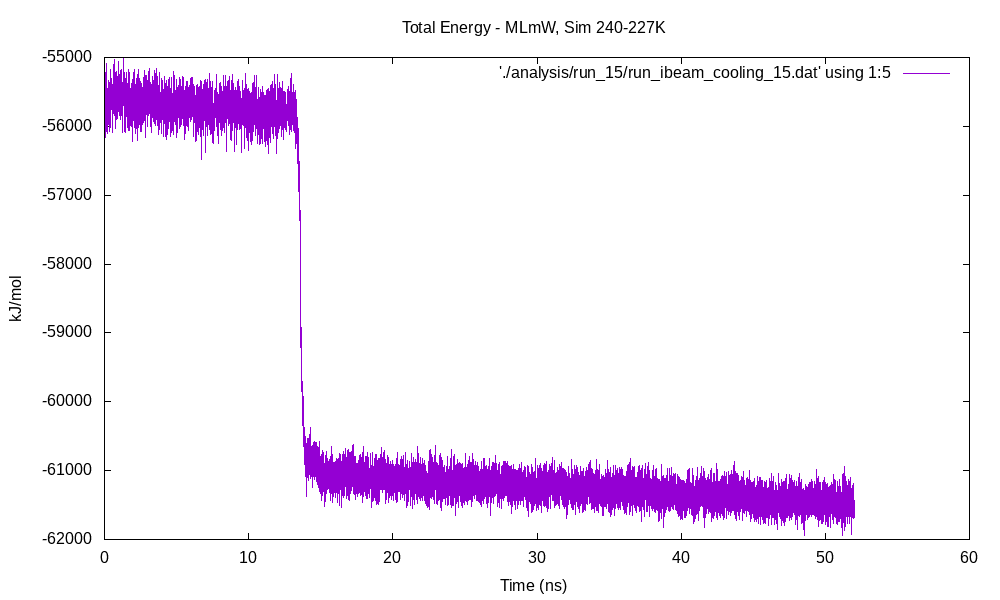 Total Energy - MLmW, Sim 240-227K
'./analysis/run_15/run_ibeam_cooling_15.dat' using 1:5
-55000
-56000
-57000
-58000
-59000
-60000
-61000
-62000
kJ/mol
0 10 20 30 40 50 60
Time (ns)